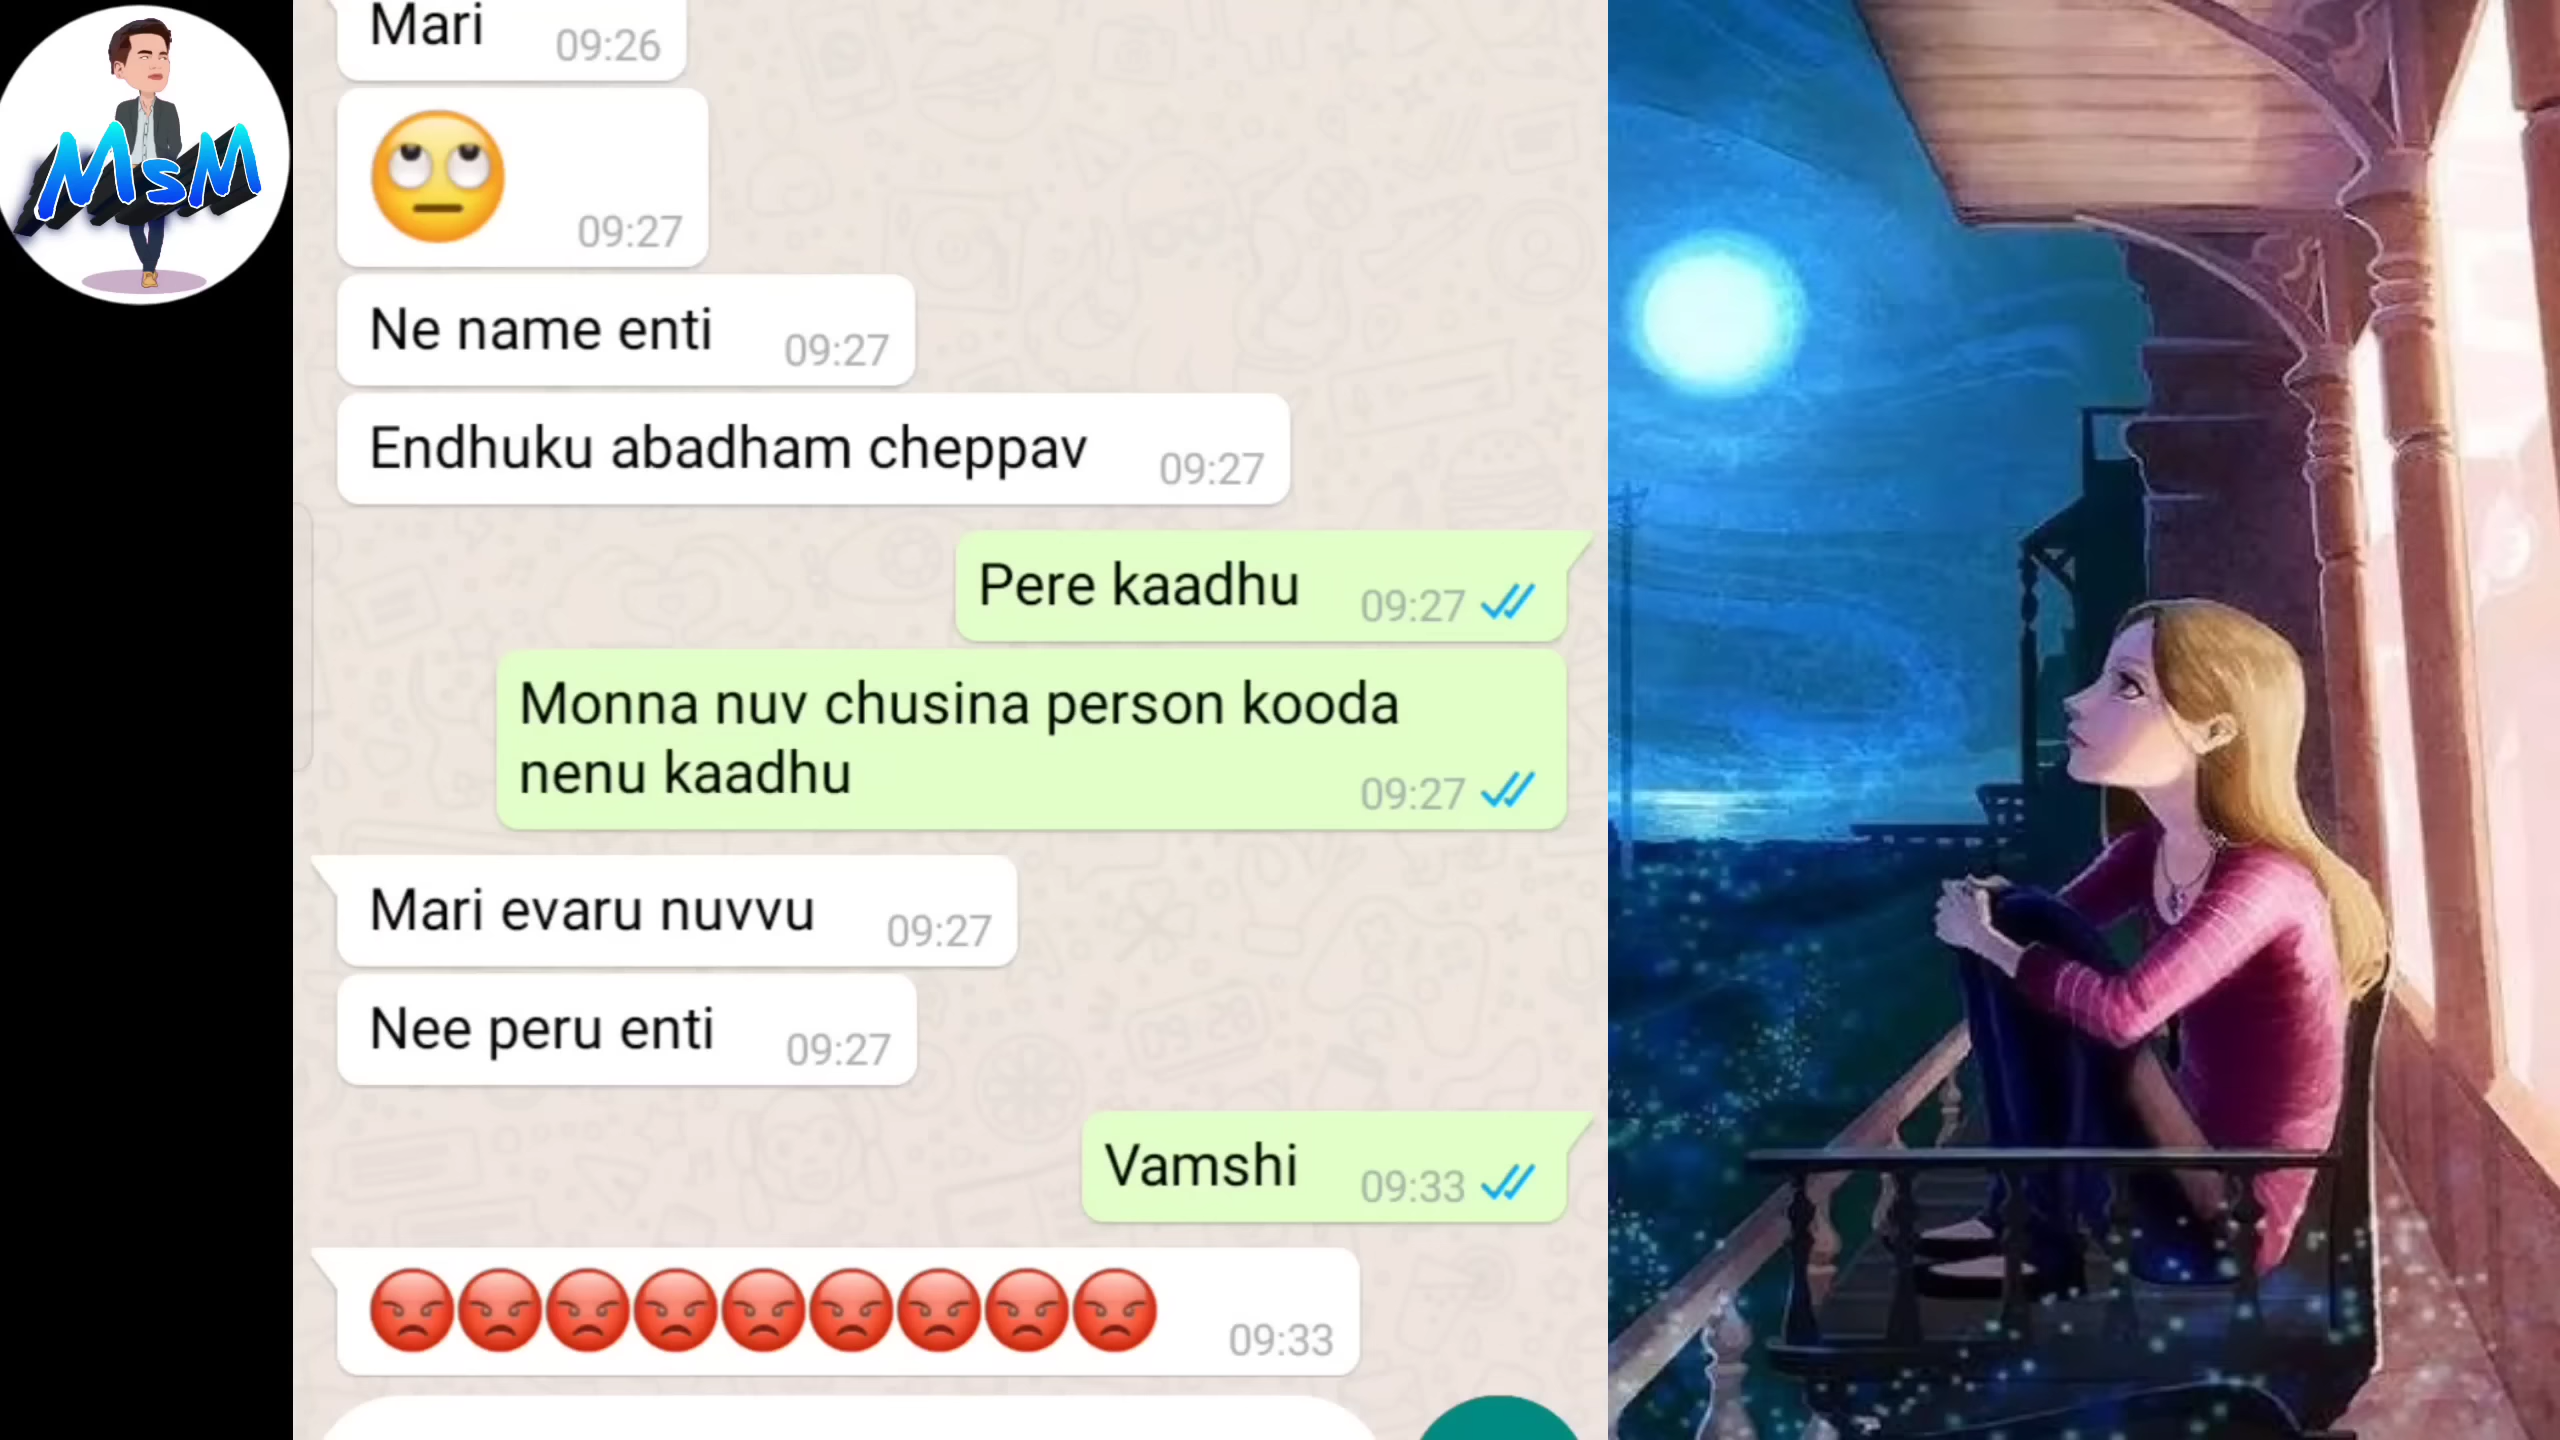 MsM
Mari
09:26
🙄
09:27
Ne name enti
09:27
Endhuku abadham cheppav
09:27
Pere kaadhu
09:27
Monna nuv chusina person kooda
nenu kaadhu
09:27
Mari evaru nuvvu
09:27
Nee peru enti
09:27
Vamshi
09:33
😡😡😡😡😡😡😡😡😡
09:33